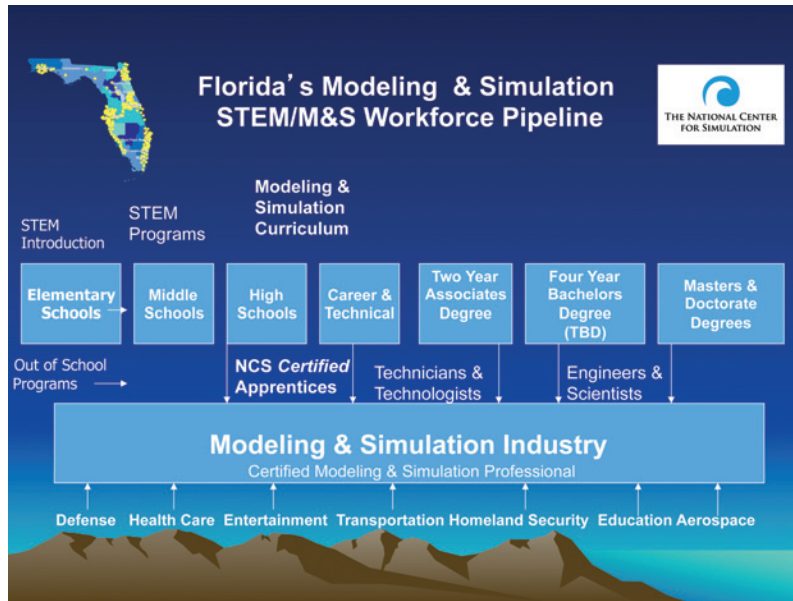 Florida's Modeling & Simulation
STEM/M&S Workforce Pipeline
THE NATIONAL CENTER
FOR SIMULATION
STEM
Introduction
STEM
Programs
Modeling &
Simulation
Curriculum
Elementary
Schools
Middle
Schools
High
Schools
Career &
Technical
Two Year
Associates
Degree
Four Year
Bachelors
Degree
(TBD)
Masters &
Doctorate
Degrees
Out of School
Programs
NCS Certified
Apprentices
Technicians &
Technologists
Engineers &
Scientists
Modeling & Simulation Industry
Certified Modeling & Simulation Professional
Defense Health Care Entertainment Transportation Homeland Security Education Aerospace